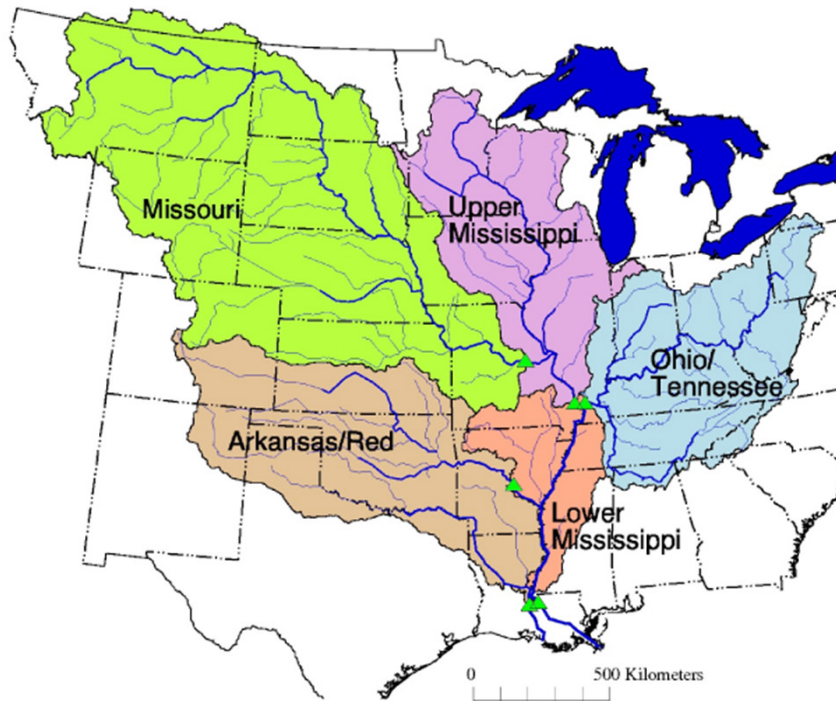 Missouri
Upper
Mississippi
Ohio/
Tennessee
Arkansas/Red
Lower
Mississippi
0 500 Kilometers